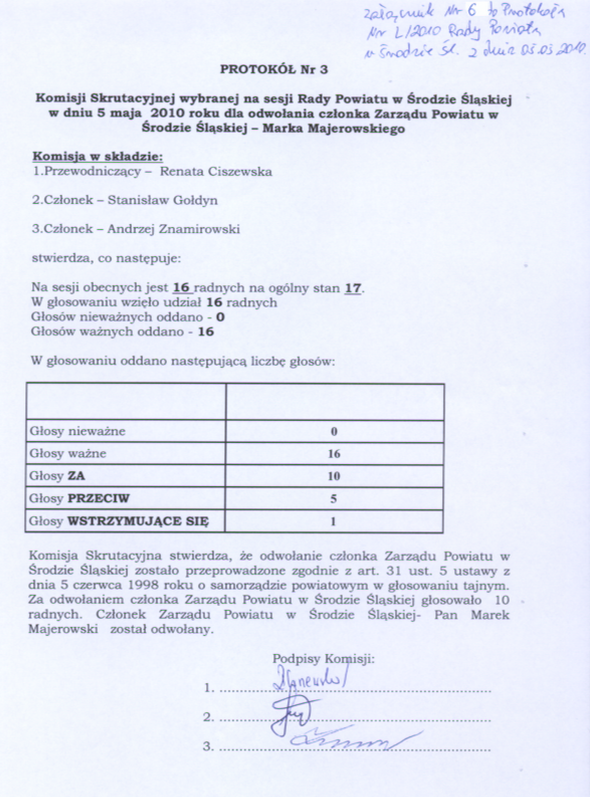 Załącznik Nr 6 do Protokołu
Nr L/2010 Rady Powiatu
w Środzie Śl. z dnia 05.05.2010.
PROTOKÓŁ Nr 3
Komisji Skrutacyjnej wybranej na sesji Rady Powiatu w Środzie Śląskiej
w dniu 5 maja 2010 roku dla odwołania członka Zarządu Powiatu w
Środzie Śląskiej – Marka Majerowskiego
Komisja w składzie:
1.Przewodniczący – Renata Ciszewska
2.Członek – Stanisław Gołdyn
3.Członek – Andrzej Znamirowski
stwierdza, co następuje:
Na sesji obecnych jest 16 radnych na ogólny stan 17.
W głosowaniu wzięło udział 16 radnych
Głosów nieważnych oddano - 0
Głosów ważnych oddano - 16
W głosowaniu oddano następującą liczbę głosów:
Głosy nieważne 0
Głosy ważne 16
Głosy ZA 10
Głosy PRZECIW 5
Głosy WSTRZYMUJĄCE SIĘ 1
Komisja Skrutacyjna stwierdza, że odwołanie członka Zarządu Powiatu w
Środzie Śląskiej zostało przeprowadzone zgodnie z art. 31 ust. 5 ustawy z
dnia 5 czerwca 1998 roku o samorządzie powiatowym w głosowaniu tajnym.
Za odwołaniem członka Zarządu Powiatu w Środzie Śląskiej głosowało 10
radnych. Członek Zarządu Powiatu w Środzie Śląskiej- Pan Marek
Majerowski został odwołany.
Podpisy Komisji:
1. ..........................................................
2. ..........................................................
3. ..........................................................